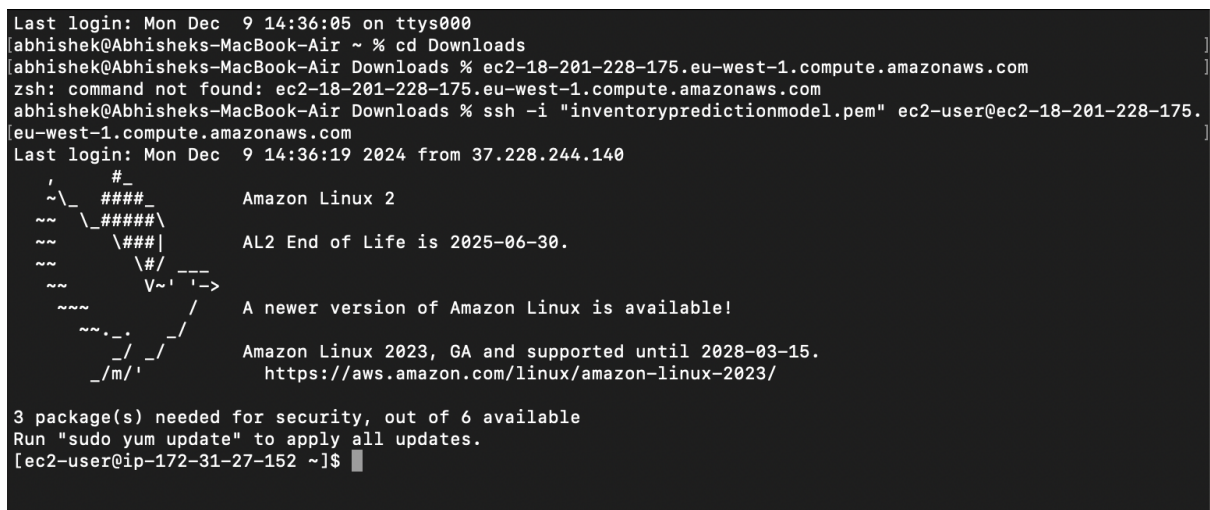 Last login: Mon Dec  9 14:36:05 on ttys000
[abhishek@Abhisheks-MacBook-Air ~ % cd Downloads ]
[abhishek@Abhisheks-MacBook-Air Downloads % ec2-18-201-228-175.eu-west-1.compute.amazonaws.com ]
zsh: command not found: ec2-18-201-228-175.eu-west-1.compute.amazonaws.com
abhishek@Abhisheks-MacBook-Air Downloads % ssh -i "inventorypredictionmodel.pem" ec2-user@ec2-18-201-228-175.
[eu-west-1.compute.amazonaws.com ]
Last login: Mon Dec  9 14:36:19 2024 from 37.228.244.140
   ,     #_
   ~\_  ####_        Amazon Linux 2
  ~~  \_#####\
  ~~     \###|       AL2 End of Life is 2025-06-30.
  ~~       \#/ ___
   ~~       V~' '->
    ~~~         /    A newer version of Amazon Linux is available!
      ~~._.   _/
         _/ _/       Amazon Linux 2023, GA and supported until 2028-03-15.
       _/m/'           https://aws.amazon.com/linux/amazon-linux-2023/
3 package(s) needed for security, out of 6 available
Run "sudo yum update" to apply all updates.
[ec2-user@ip-172-31-27-152 ~]$